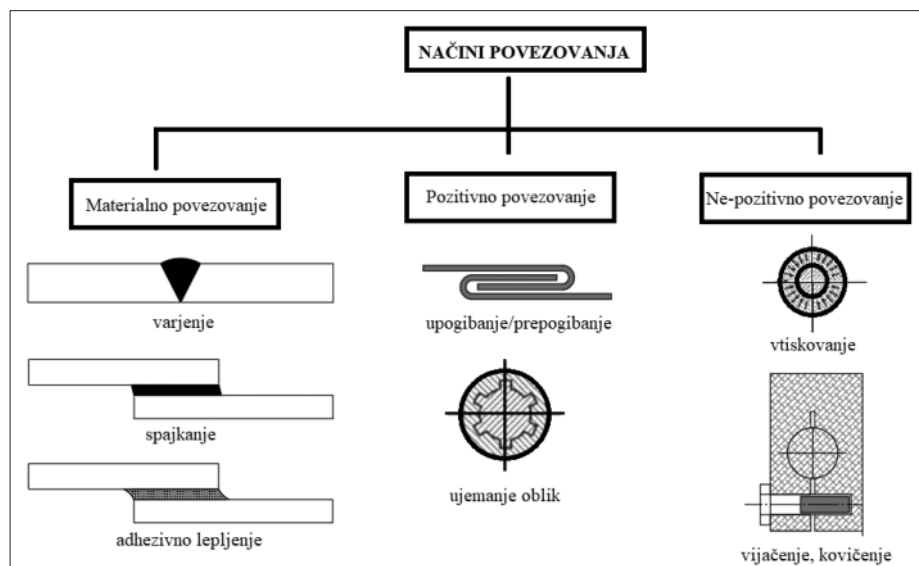 NAČINI POVEZOVANJA
Materialno povezovanje
Pozitivno povezovanje
Ne-pozitivno povezovanje
varjenje
upogibanje/prepogibanje
vtiskovanje
spajkanje
ujemanje oblik
adhezivno lepljenje
vijačenje, kovičenje